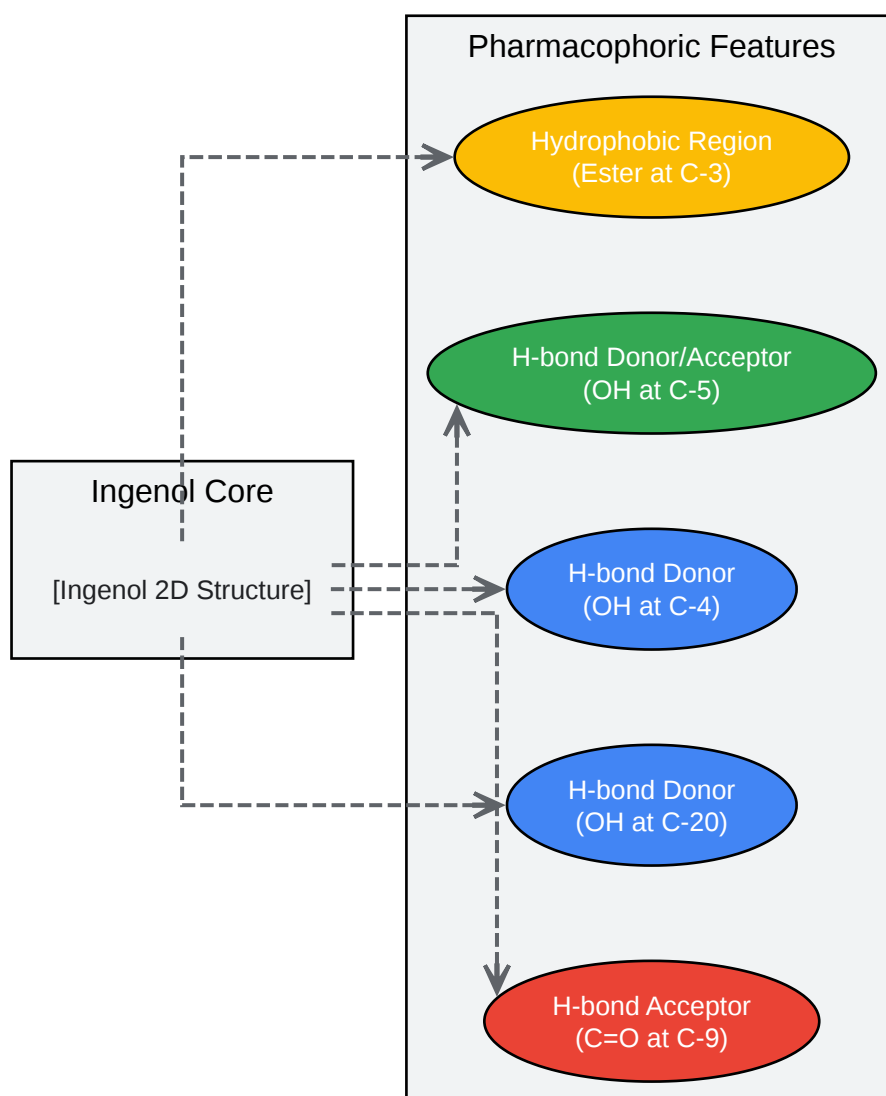 Pharmacophoric Features
Hydrophobic Region
(Ester at C-3)
H-bond Donor/Acceptor
(OH at C-5)
Ingenol Core
[Ingenol 2D Structure]
H-bond Donor
(OH at C-4)
H-bond Donor
(OH at C-20)
H-bond Acceptor
(C=O at C-9)